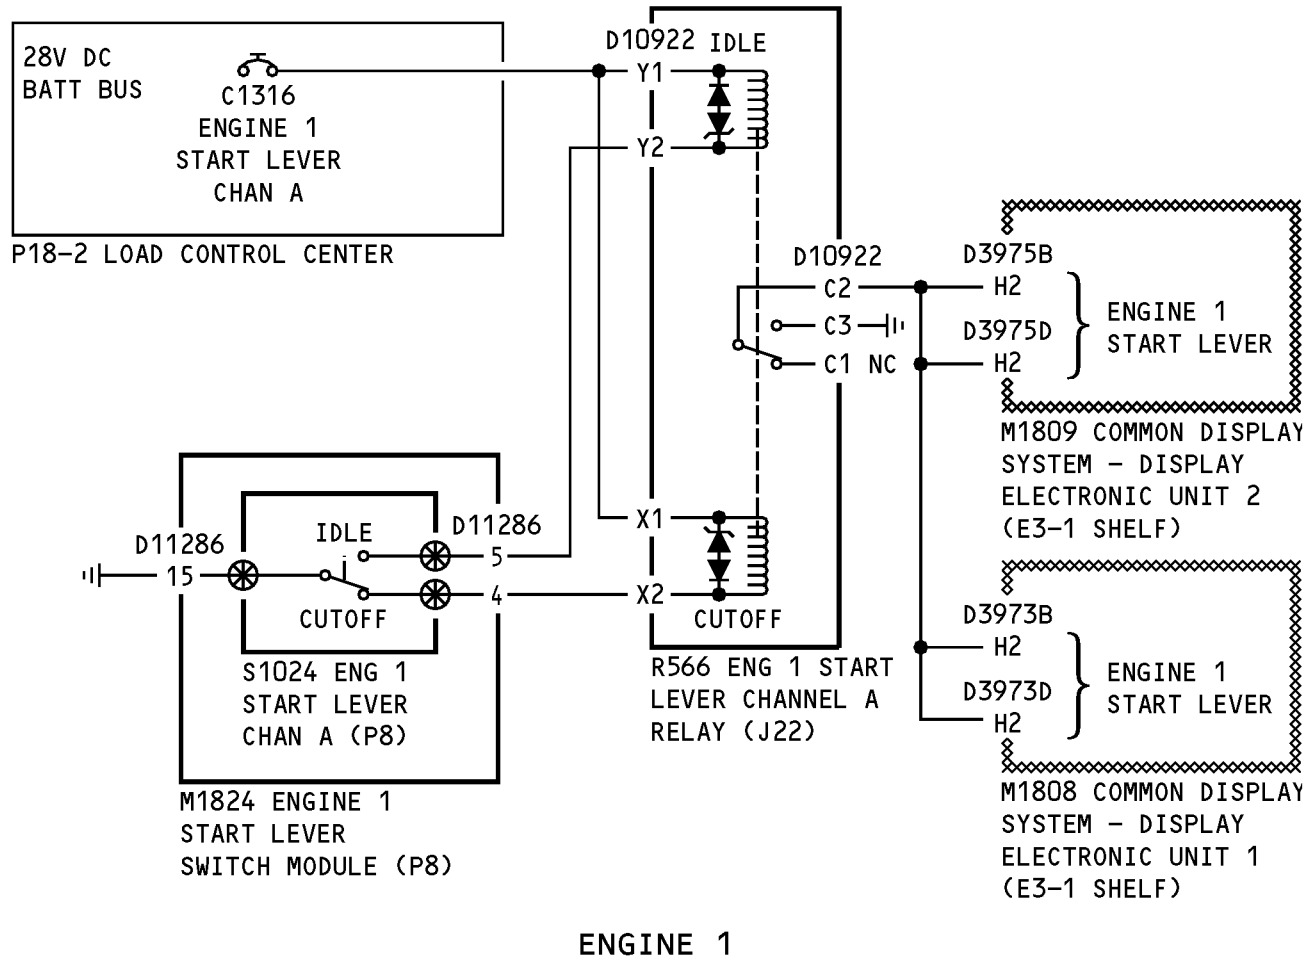 28V DC
BATT BUS
C1316
ENGINE 1
START LEVER
CHAN A
P18-2 LOAD CONTROL CENTER
D10922 IDLE
Y1
Y2
D10922
C2
C3
C1 NC
D3975B
H2
D3975D
H2
ENGINE 1
START LEVER
M1809 COMMON DISPLAY
SYSTEM - DISPLAY
ELECTRONIC UNIT 2
(E3-1 SHELF)
D11286
15
IDLE
CUTOFF
D11286
5
4
S1024 ENG 1
START LEVER
CHAN A (P8)
M1824 ENGINE 1
START LEVER
SWITCH MODULE (P8)
X1
X2
CUTOFF
R566 ENG 1 START
LEVER CHANNEL A
RELAY (J22)
D3973B
H2
D3973D
H2
ENGINE 1
START LEVER
M1808 COMMON DISPLAY
SYSTEM - DISPLAY
ELECTRONIC UNIT 1
(E3-1 SHELF)
ENGINE 1